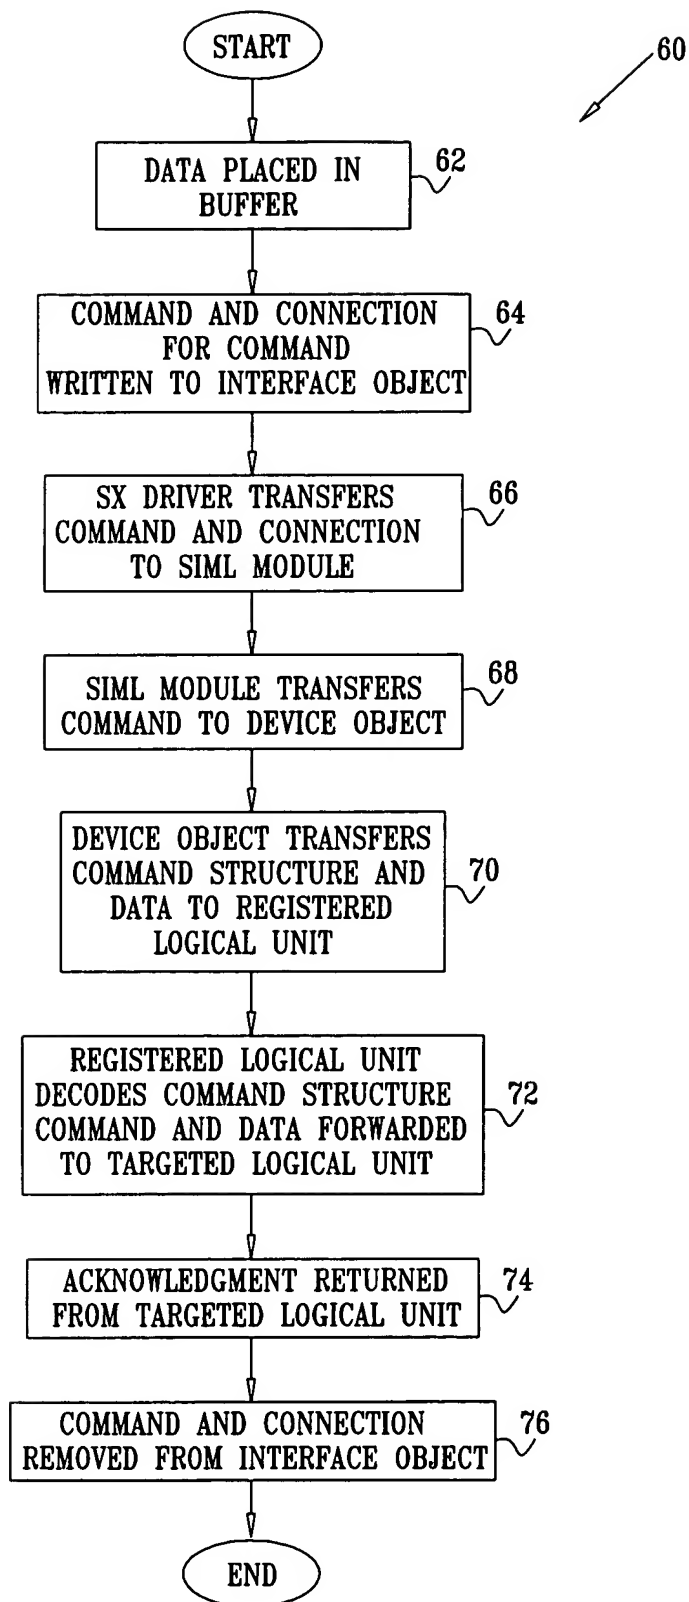 START
60
DATA PLACED IN
BUFFER
62
COMMAND AND CONNECTION
FOR COMMAND
WRITTEN TO INTERFACE OBJECT
64
SX DRIVER TRANSFERS
COMMAND AND CONNECTION
TO SIML MODULE
66
SIML MODULE TRANSFERS
COMMAND TO DEVICE OBJECT
68
DEVICE OBJECT TRANSFERS
COMMAND STRUCTURE AND
DATA TO REGISTERED
LOGICAL UNIT
70
REGISTERED LOGICAL UNIT
DECODES COMMAND STRUCTURE
COMMAND AND DATA FORWARDED
TO TARGETED LOGICAL UNIT
72
ACKNOWLEDGMENT RETURNED
FROM TARGETED LOGICAL UNIT
74
COMMAND AND CONNECTION
REMOVED FROM INTERFACE OBJECT
76
END